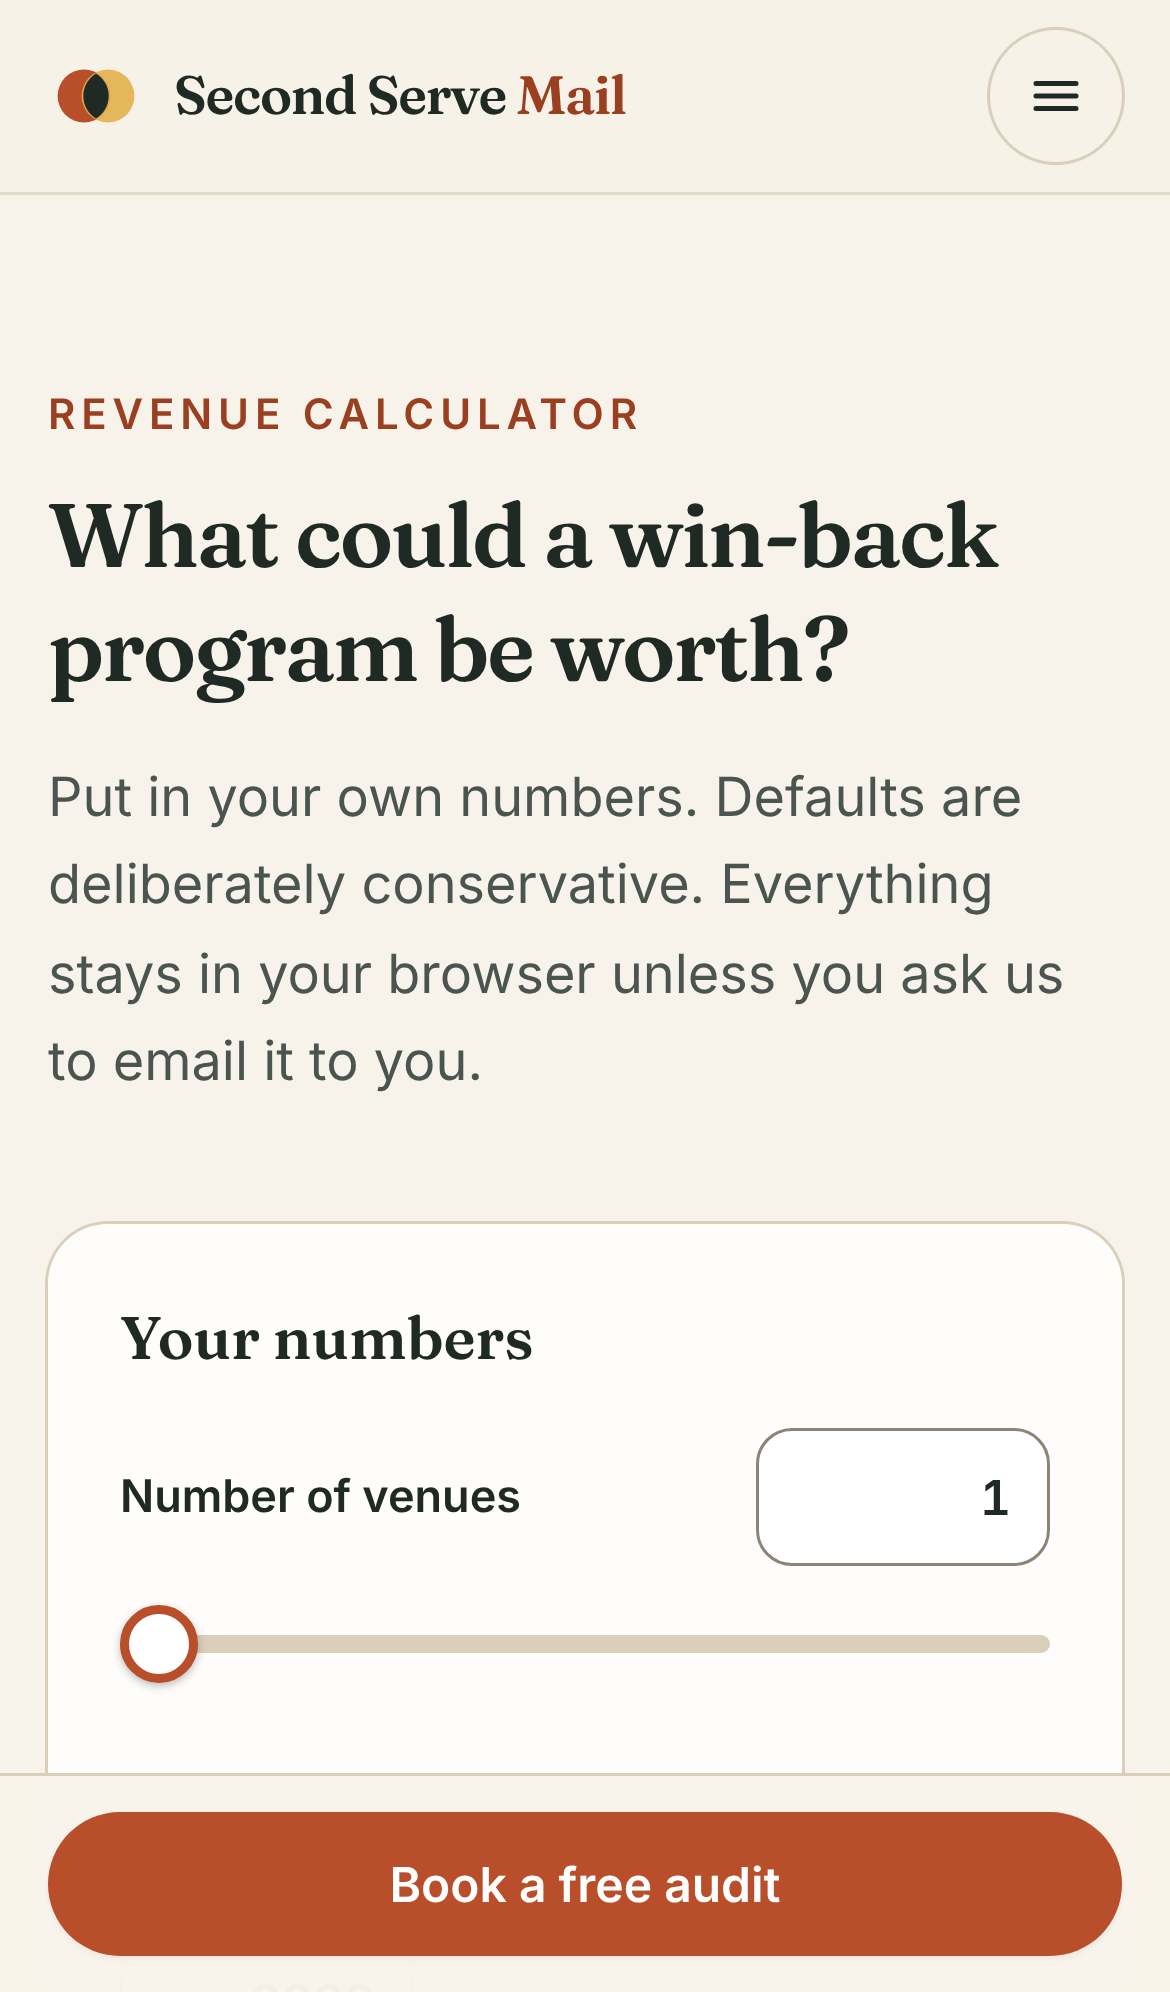 Second Serve Mail
REVENUE CALCULATOR
What could a win-back
program be worth?
Put in your own numbers. Defaults are
deliberately conservative. Everything
stays in your browser unless you ask us
to email it to you.
Your numbers
Number of venues
1
Book a free audit